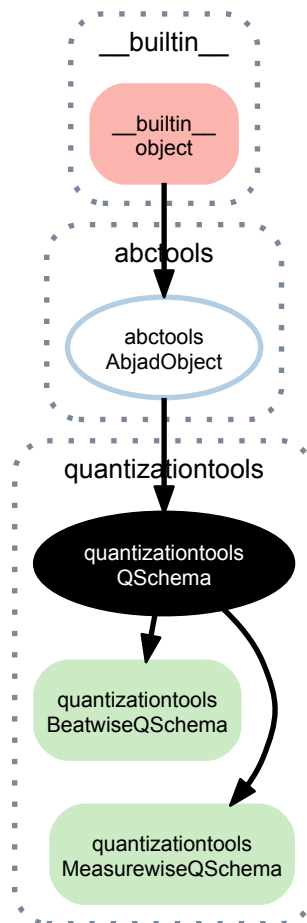 __builtin__
__builtin__
object
abctools
abctools
AbjadObject
quantizationtools
quantizationtools
QSchema
quantizationtools
BeatwiseQSchema
quantizationtools
MeasurewiseQSchema